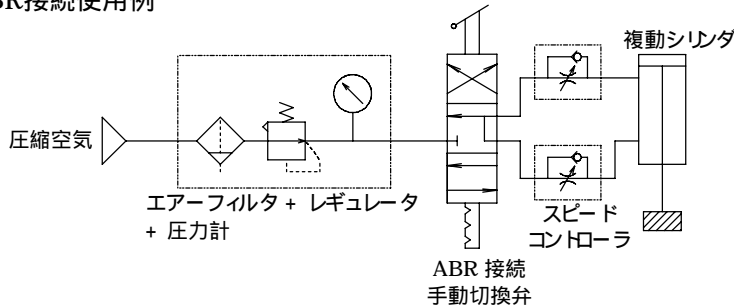 BR接続使用例
複動シリンダ
圧縮空気
エアーフィルタ + レギュレータ
+ 圧力計
スピード
コントローラ
ABR 接続
手動切換弁